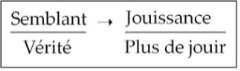 Semblant → Jouissance
Vérité Plus de jouir